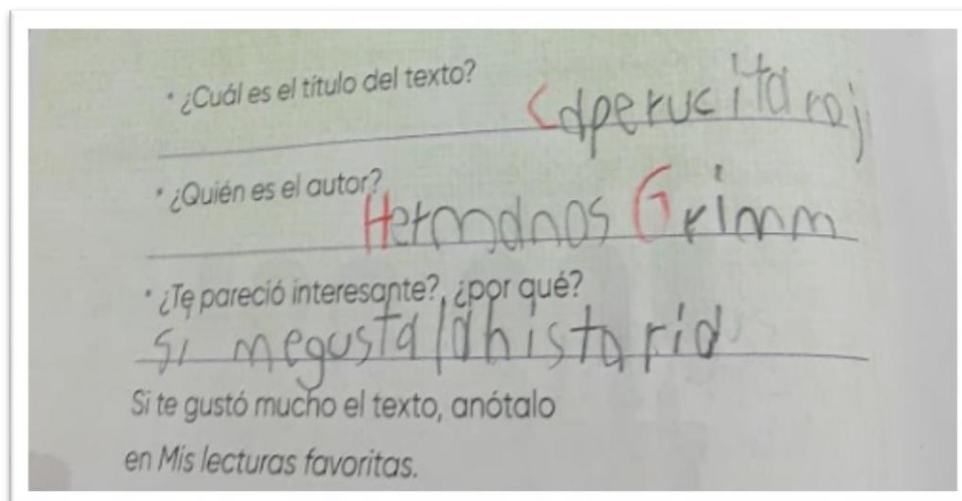 * ¿Cuál es el título del texto?
Caperucita roj
* ¿Quién es el autor?
Hermanos Grimm
* ¿Te pareció interesante?, ¿por qué?
Si megusta la historia
Si te gustó mucho el texto, anótalo
en Mis lecturas favoritas.